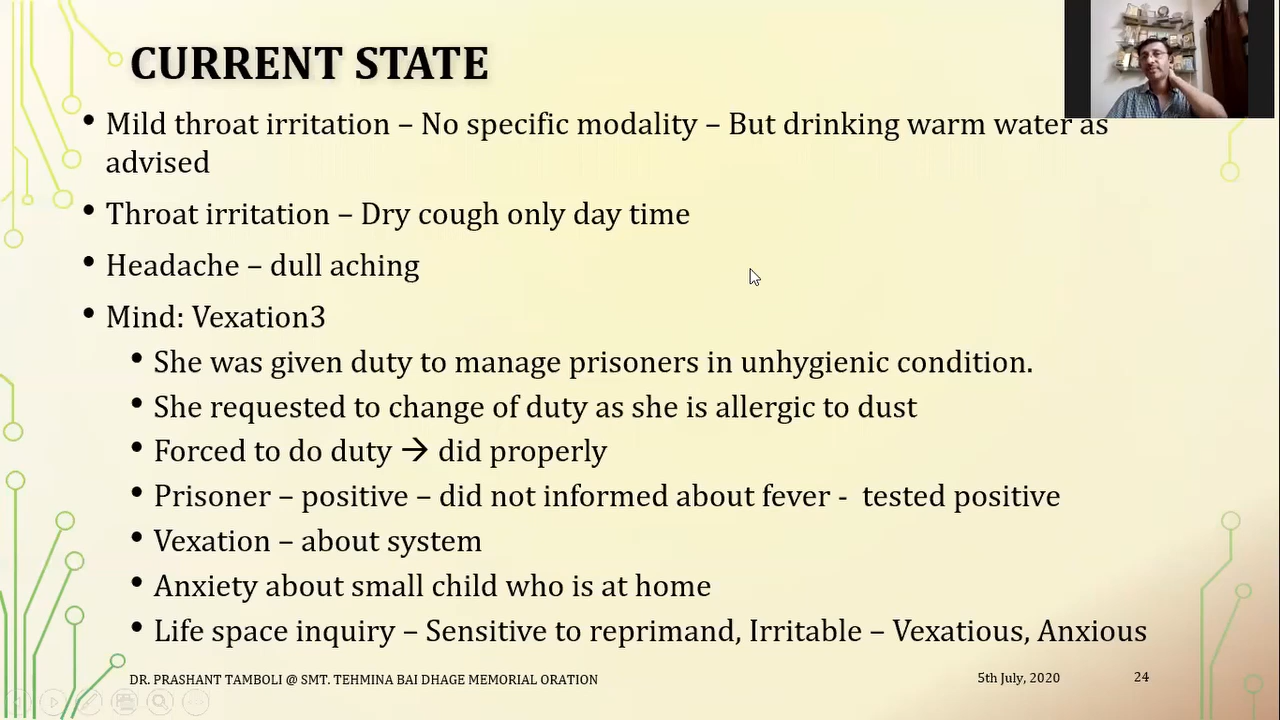 CURRENT STATE
• Mild throat irritation – No specific modality – But drinking warm water as
advised
• Throat irritation – Dry cough only day time
• Headache – dull aching
• Mind: Vexation3
• She was given duty to manage prisoners in unhygienic condition.
• She requested to change of duty as she is allergic to dust
• Forced to do duty → did properly
• Prisoner – positive – did not informed about fever -  tested positive
• Vexation – about system
• Anxiety about small child who is at home
• Life space inquiry – Sensitive to reprimand, Irritable – Vexatious, Anxious
DR. PRASHANT TAMBOLI @ SMT. TEHMINA BAI DHAGE MEMORIAL ORATION
5th July, 2020
24